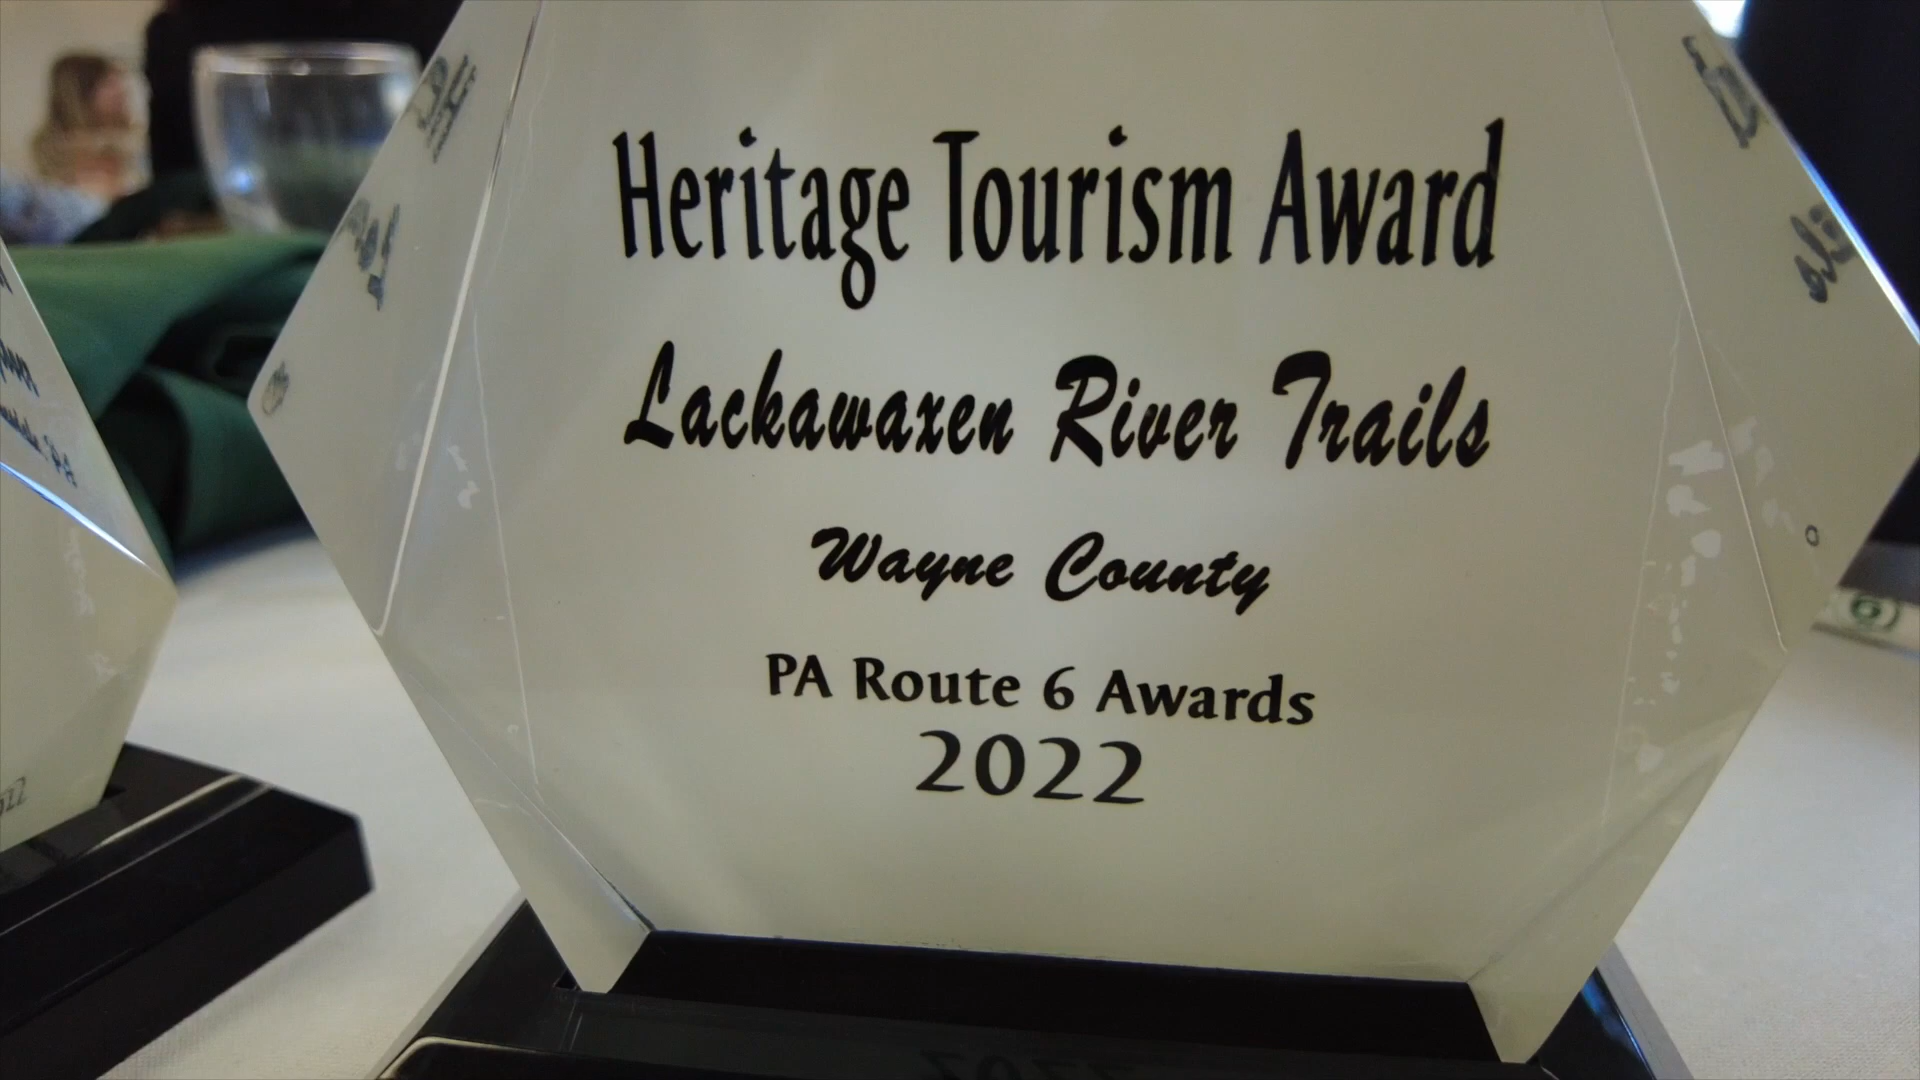 Heritage Tourism Award
Lackawaxen River Trails
Wayne County
PA Route 6 Awards
2022